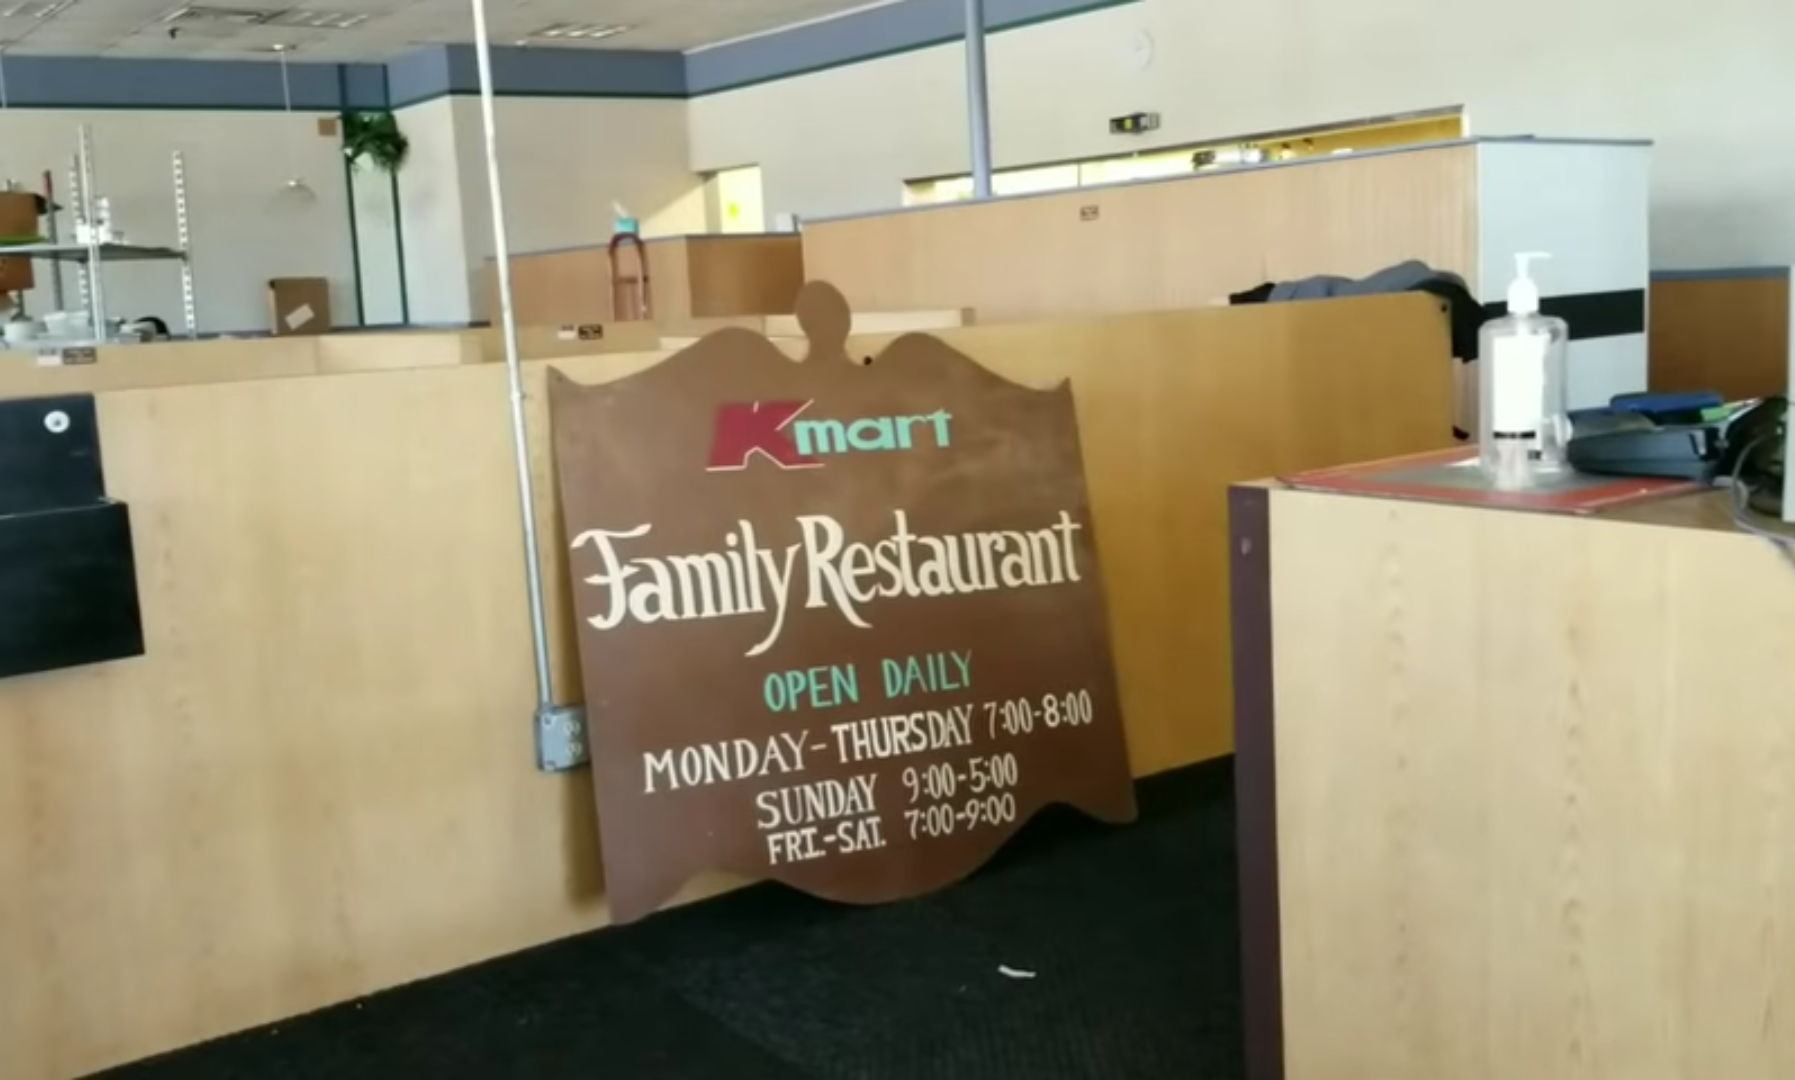 Kmart
Family Restaurant
OPEN DAILY
MONDAY-THURSDAY 7:00-8:00
SUNDAY 9:00-5:00
FRI.-SAT. 7:00-9:00